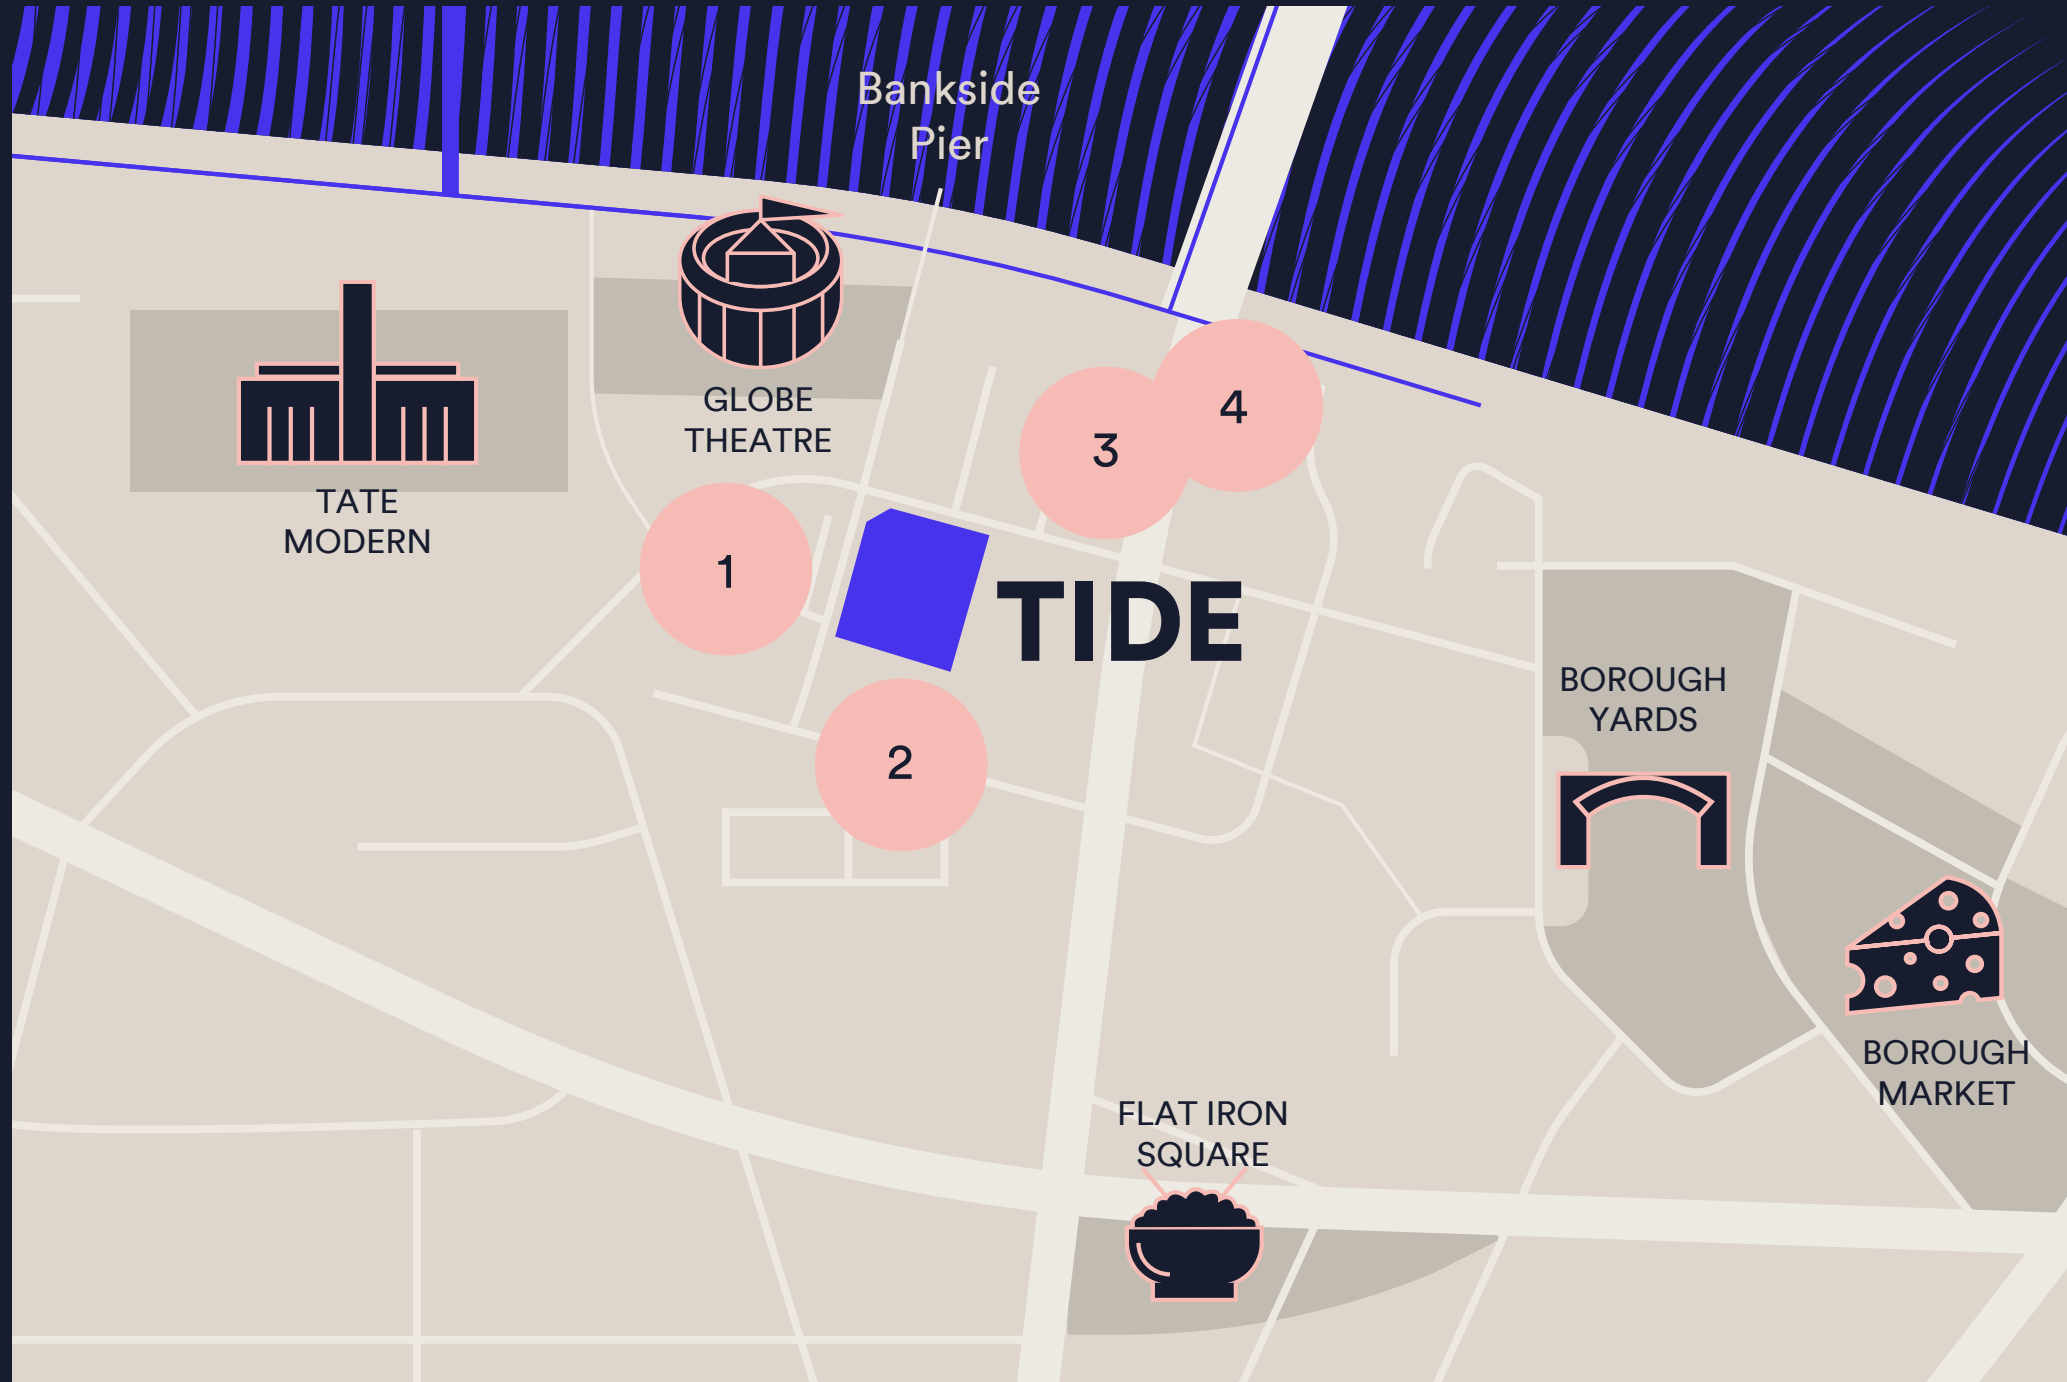 Bankside
Pier
GLOBE
THEATRE
TATE
MODERN
4
3
1
TIDE
2
BOROUGH
YARDS
BOROUGH
MARKET
FLAT IRON
SQUARE